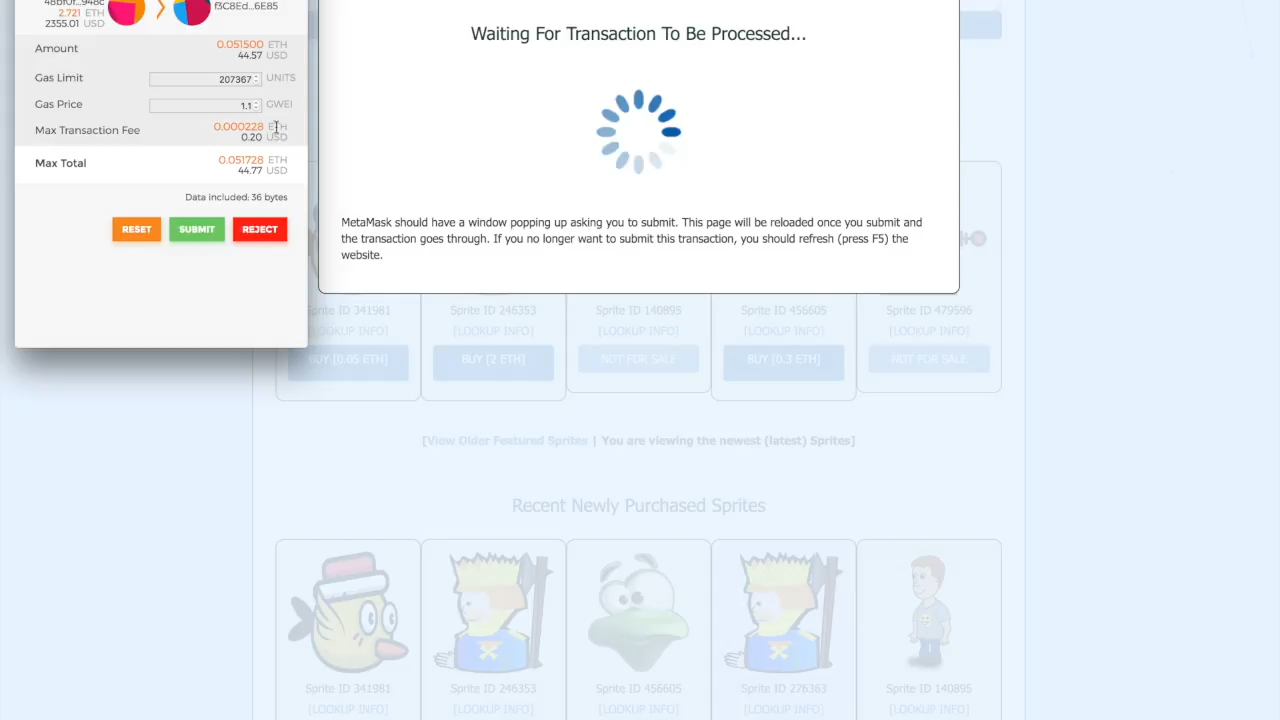 2.721 ETH
2355.01 USD
f3C8Ed...6E85
Amount
0.051500 ETH
44.57 USD
Gas Limit
207367 UNITS
Gas Price
1.1 GWEI
Max Transaction Fee
0.000228 ETH
0.20 USD
Max Total
0.051728 ETH
44.77 USD
Data included: 36 bytes
RESET SUBMIT REJECT
Waiting For Transaction To Be Processed...
MetaMask should have a window popping up asking you to submit. This page will be reloaded once you submit and
the transaction goes through. If you no longer want to submit this transaction, you should refresh (press F5) the
website.
Sprite ID 341981 Sprite ID 246353 Sprite ID 140895 Sprite ID 456605 Sprite ID 479596
[LOOKUP INFO] [LOOKUP INFO] [LOOKUP INFO] [LOOKUP INFO] [LOOKUP INFO]
BUY [0.05 ETH] BUY [2 ETH] NOT FOR SALE BUY [0.3 ETH] NOT FOR SALE
[View Older Featured Sprites | You are viewing the newest (latest) Sprites]
Recent Newly Purchased Sprites
Sprite ID 341981 Sprite ID 246353 Sprite ID 456605 Sprite ID 276363 Sprite ID 140895
[LOOKUP INFO] [LOOKUP INFO] [LOOKUP INFO] [LOOKUP INFO] [LOOKUP INFO]